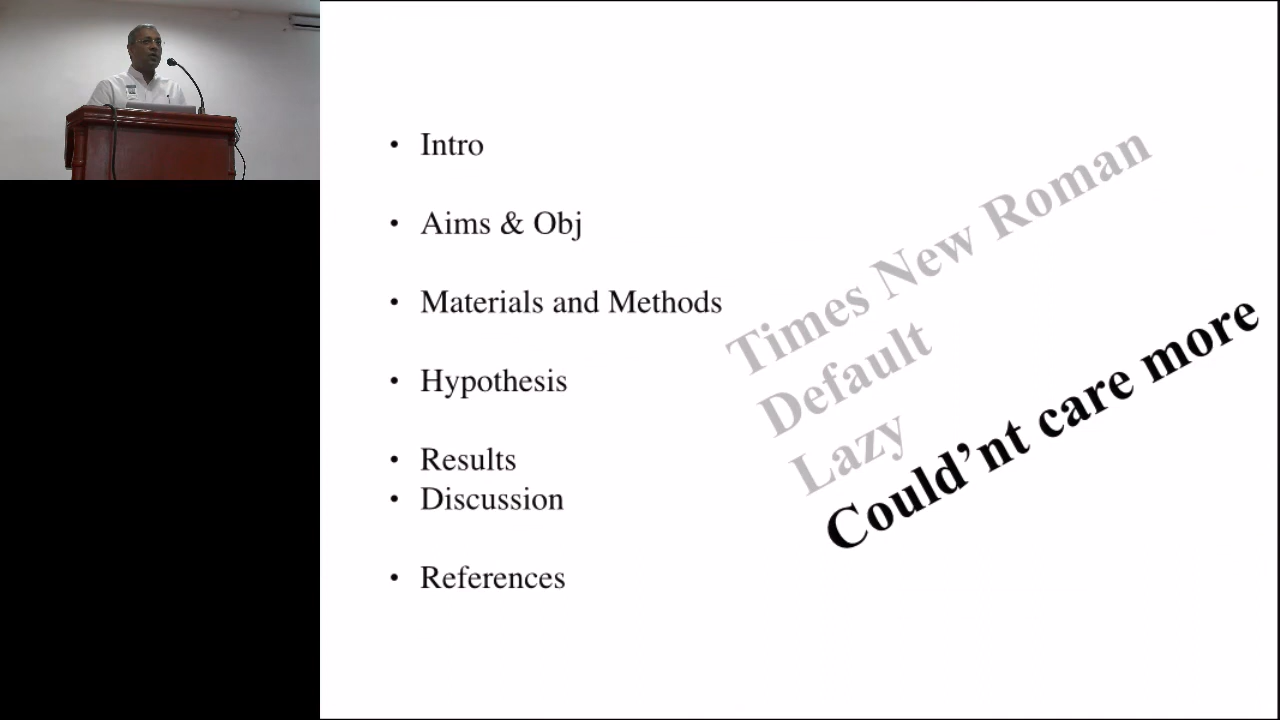 Intro
Aims & Obj
Materials and Methods
Hypothesis
Results
Discussion
References
Times New Roman
Default
Lazy
Could’nt care more